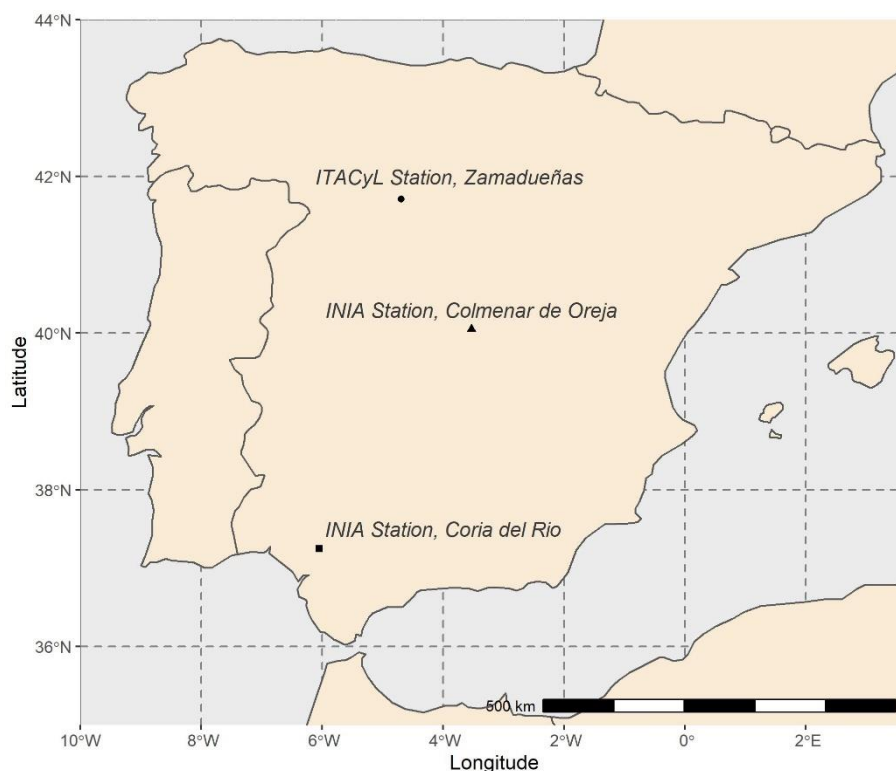 44°N
ITACyL Station, Zamadueñas
42°N
INIA Station, Colmenar de Oreja
40°N
Latitude
38°N
INIA Station, Coria del Rio
36°N
500 km
10°W 8°W 6°W 4°W 2°W 0° 2°E
Longitude